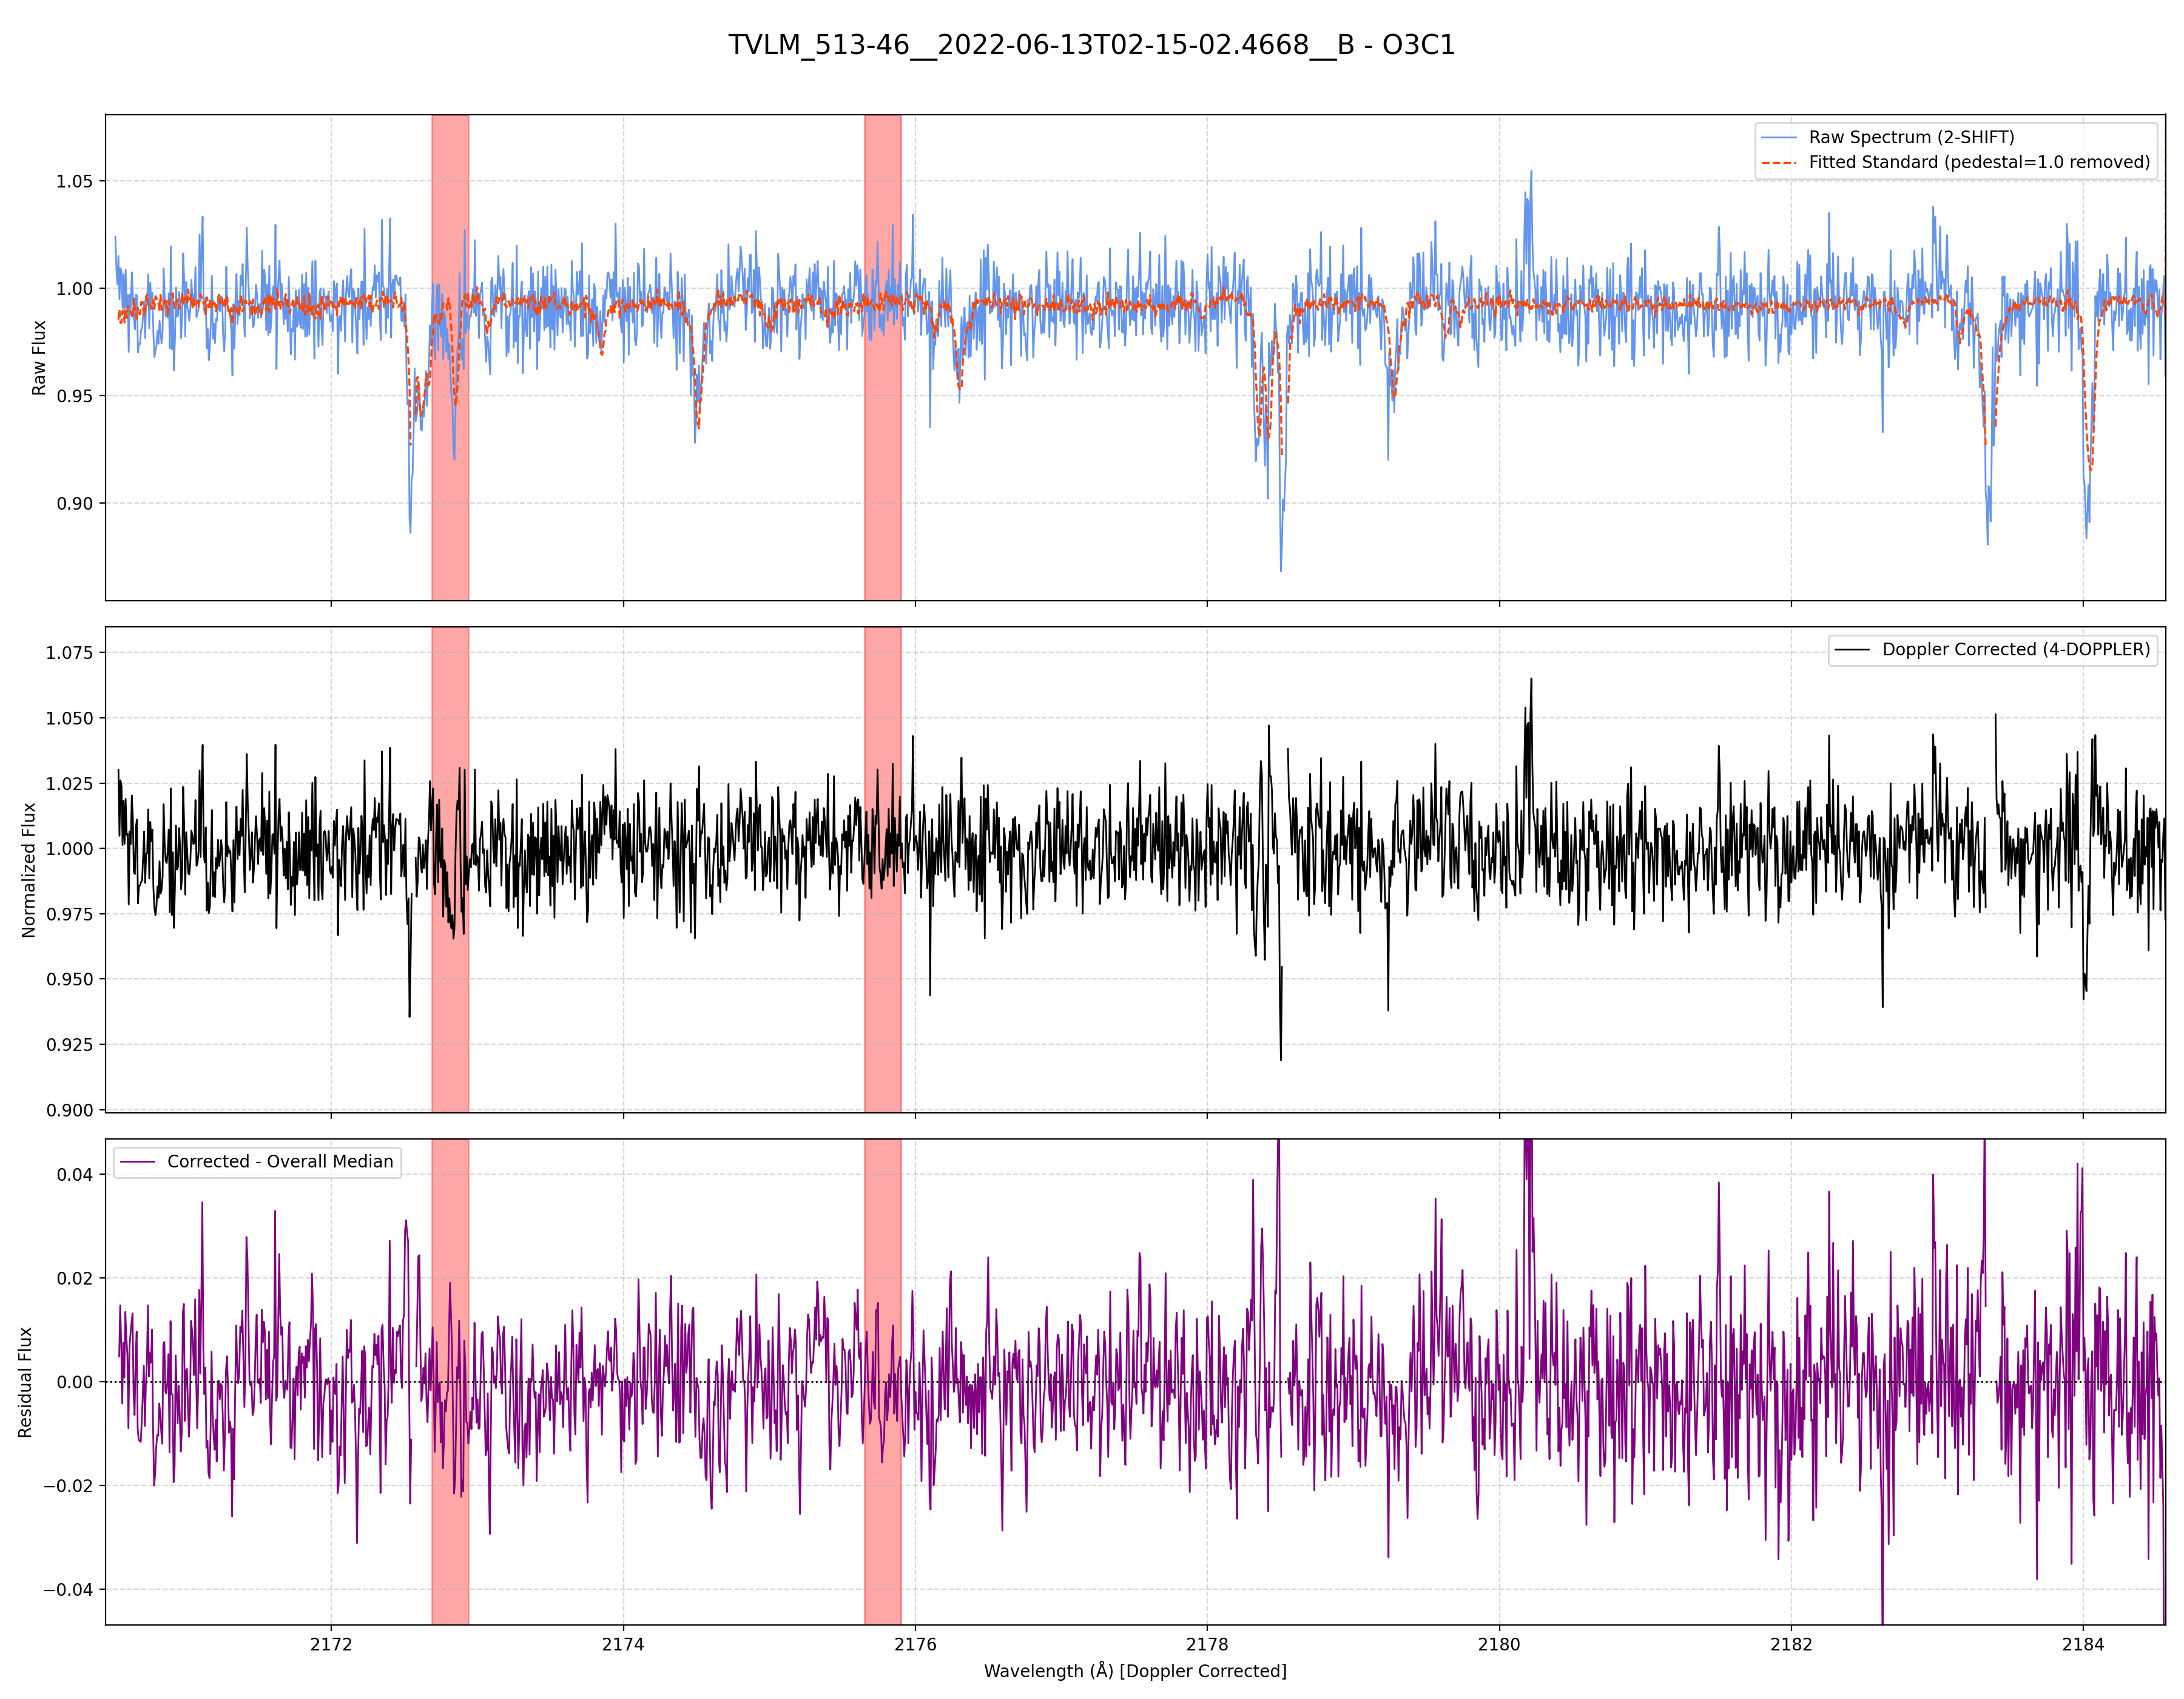 TVLM_513-46__2022-06-13T02-15-02.4668__B - O3C1
Raw Spectrum (2-SHIFT)
Fitted Standard (pedestal=1.0 removed)
Raw Flux
1.05
1.00
0.95
0.90
Doppler Corrected (4-DOPPLER)
Normalized Flux
1.075
1.050
1.025
1.000
0.975
0.950
0.925
0.900
Corrected - Overall Median
Residual Flux
0.04
0.02
0.00
−0.02
−0.04
2172 2174 2176 2178 2180 2182 2184
Wavelength (Å) [Doppler Corrected]